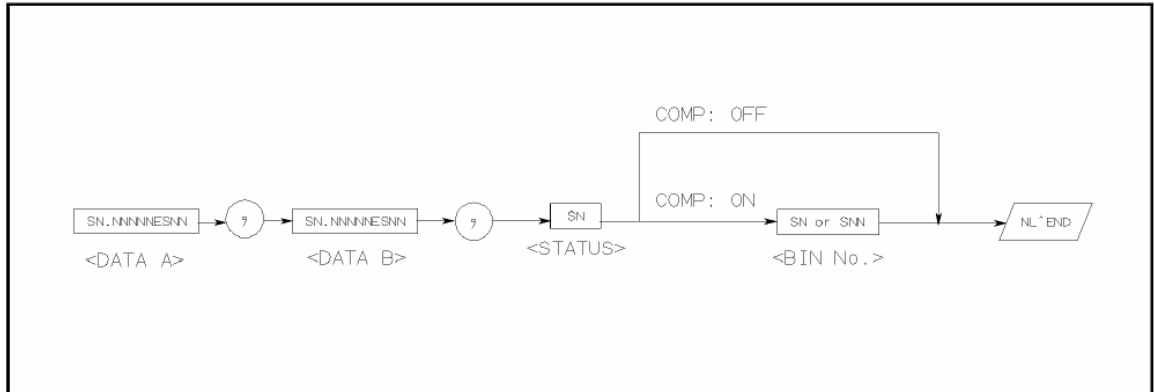 COMP: OFF
COMP: ON
SN.NNNNNESNN , SN.NNNNNESNN , SN SN or SNN NL^END
<DATA A> <DATA B> <STATUS> <BIN No.>